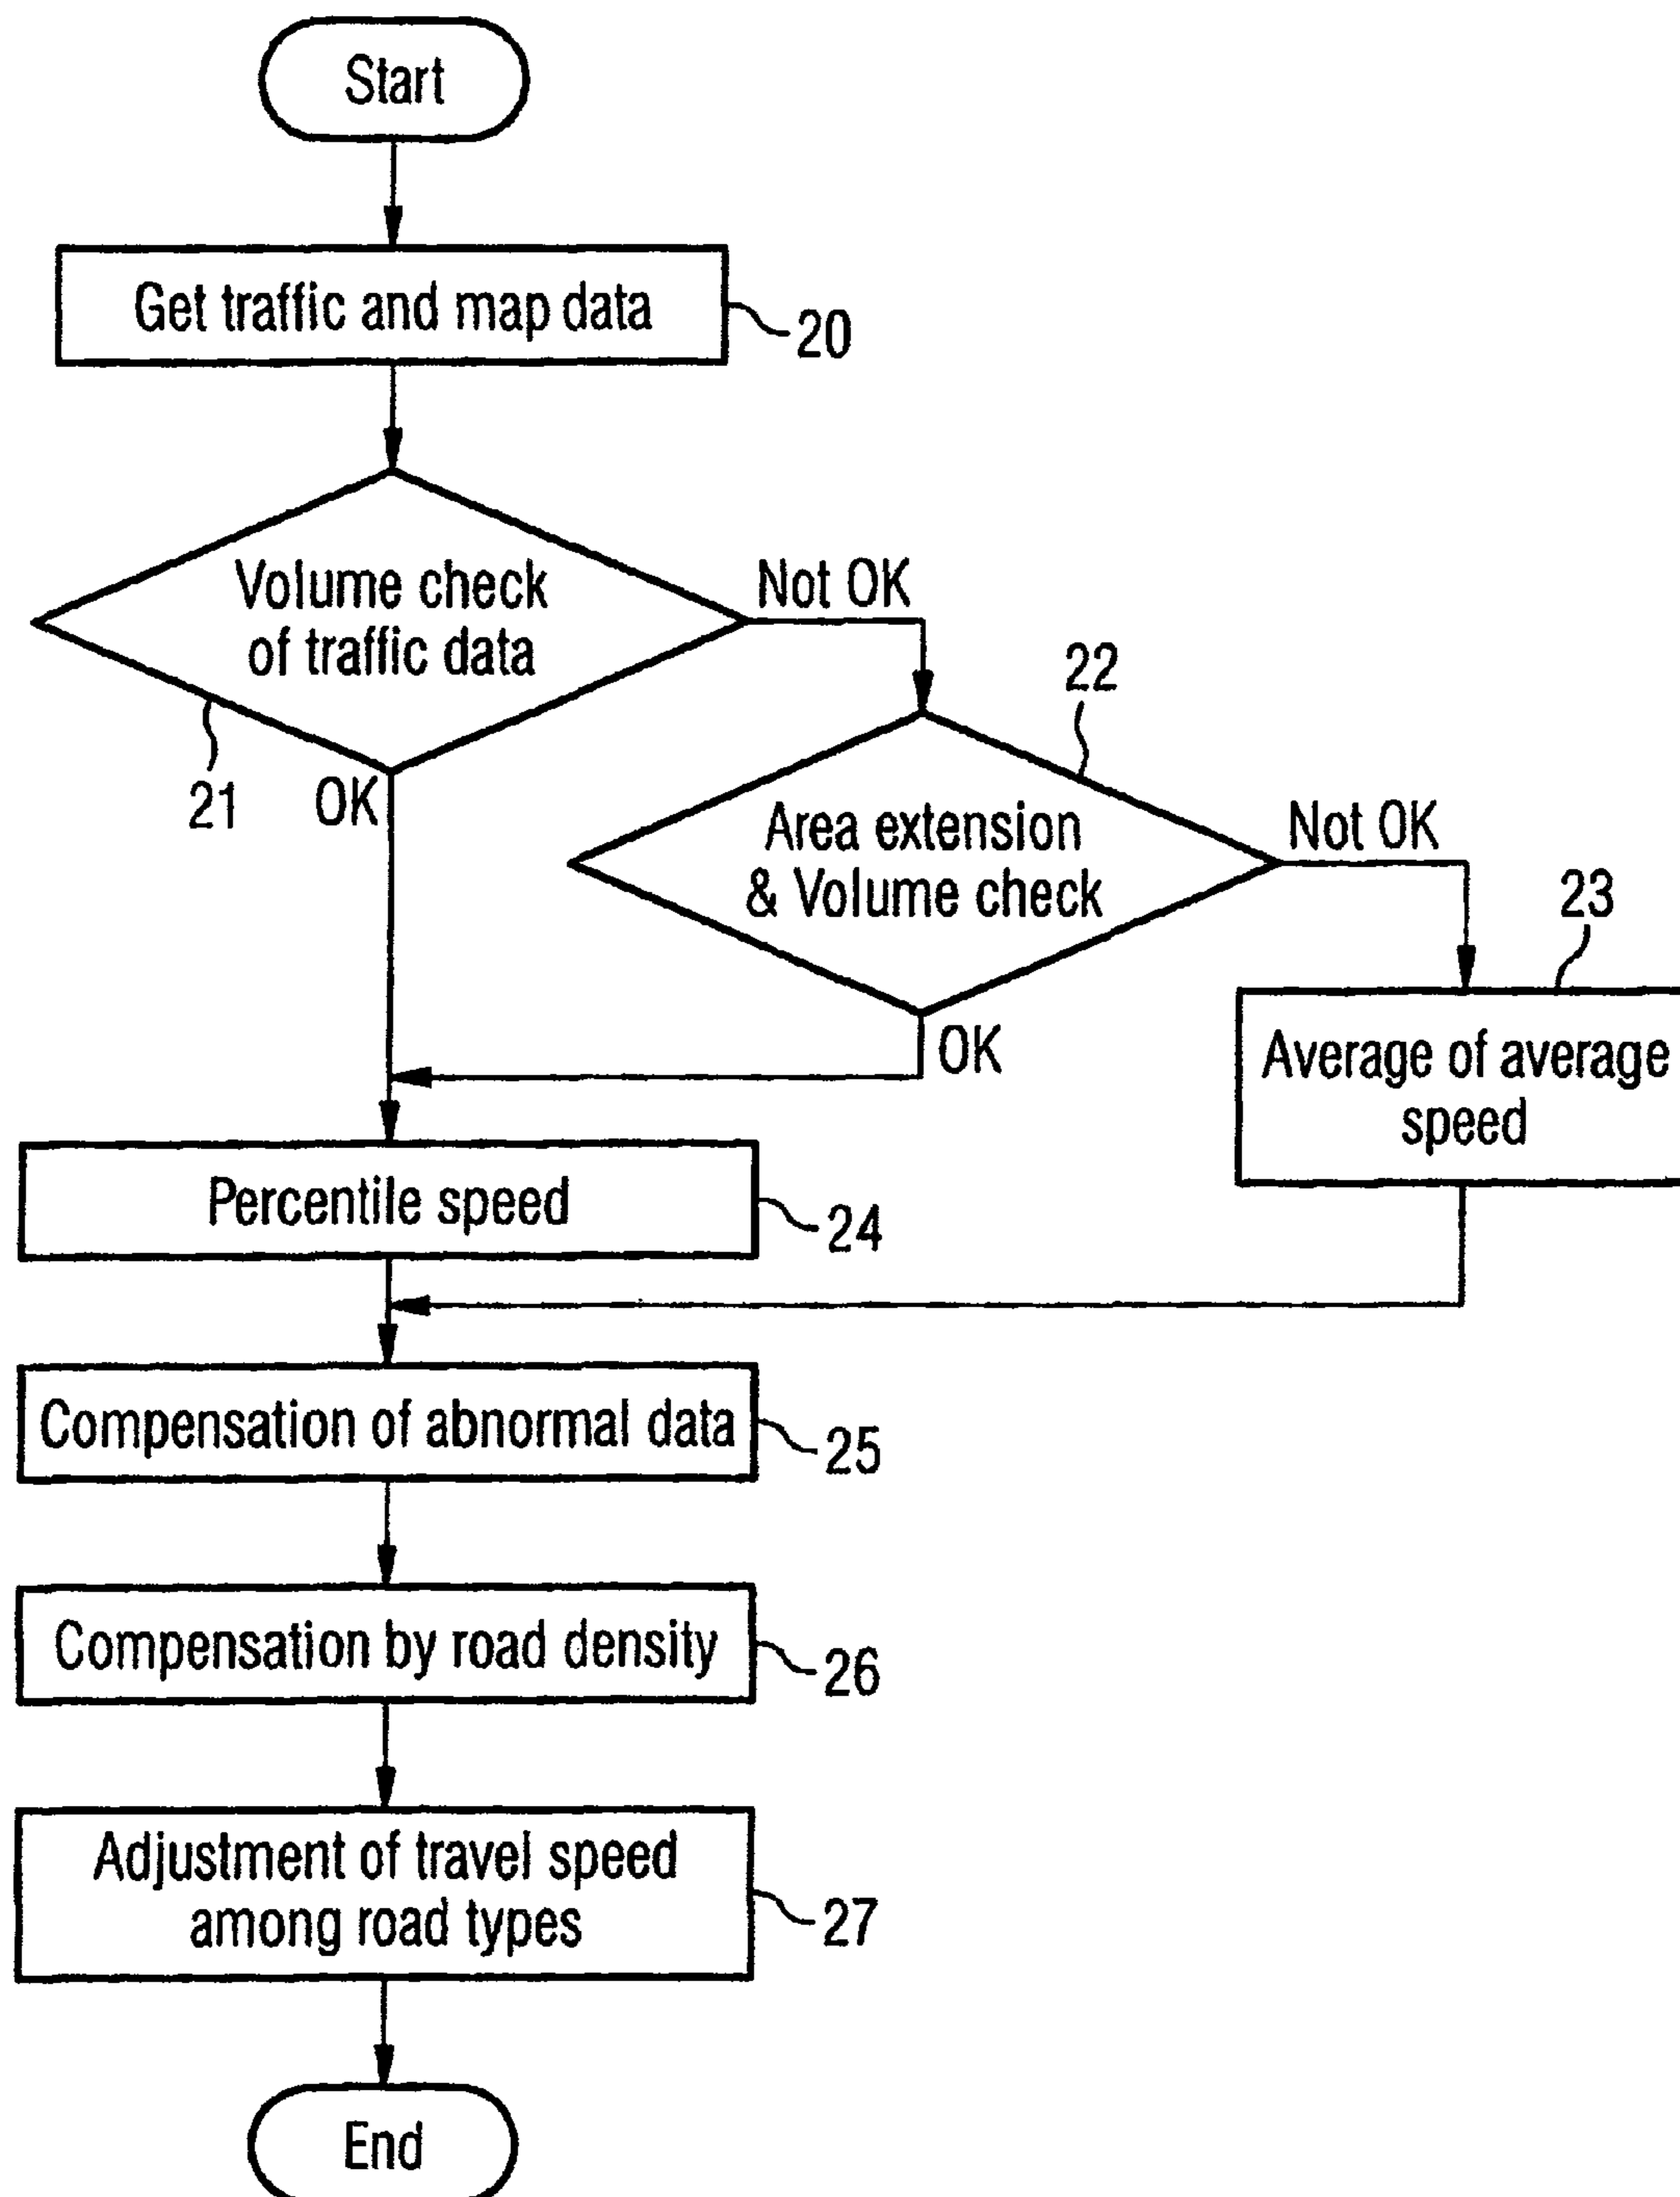 Start
Get traffic and map data
20
Volume check
of traffic data
Not OK
21
OK
22
Area extension
& Volume check
Not OK
OK
23
Average of average
speed
Percentile speed
24
Compensation of abnormal data
25
Compensation by road density
26
Adjustment of travel speed
among road types
27
End